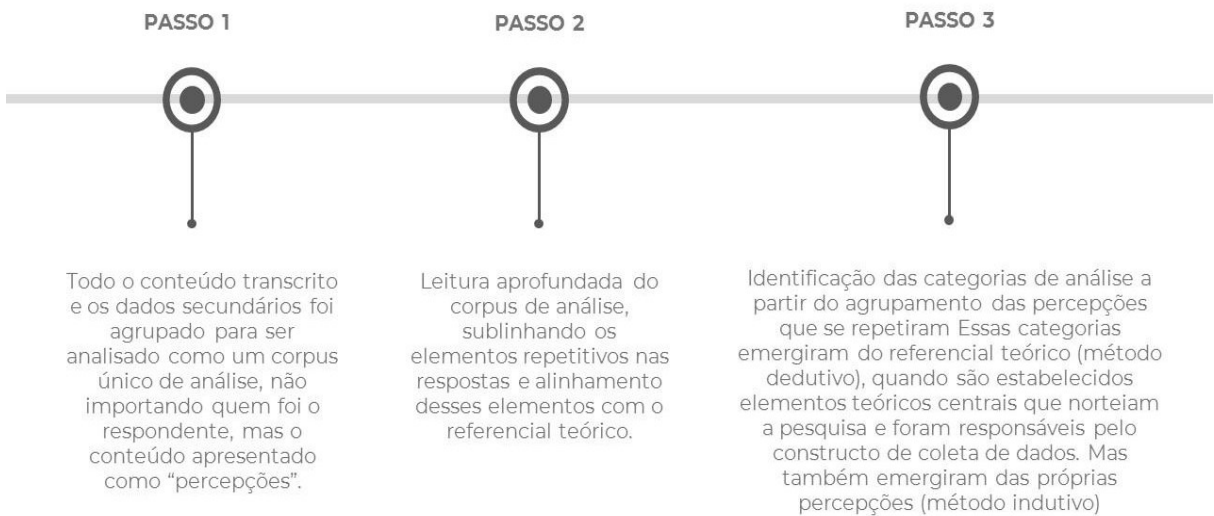 PASSO 1
Todo o conteúdo transcrito
e os dados secundários foi
agrupado para ser
analisado como um corpus
único de análise, não
importando quem foi o
respondente, mas o
conteúdo apresentado
como “percepções”.
PASSO 2
Leitura aprofundada do
corpus de análise,
sublinhando os
elementos repetitivos nas
respostas e alinhamento
desses elementos com o
referencial teórico.
PASSO 3
Identificação das categorias de análise a
partir do agrupamento das percepções
que se repetiram Essas categorias
emergiram do referencial teórico (método
dedutivo), quando são estabelecidos
elementos teóricos centrais que norteiam
a pesquisa e foram responsáveis pelo
constructo de coleta de dados. Mas
também emergiram das próprias
percepções (método indutivo)